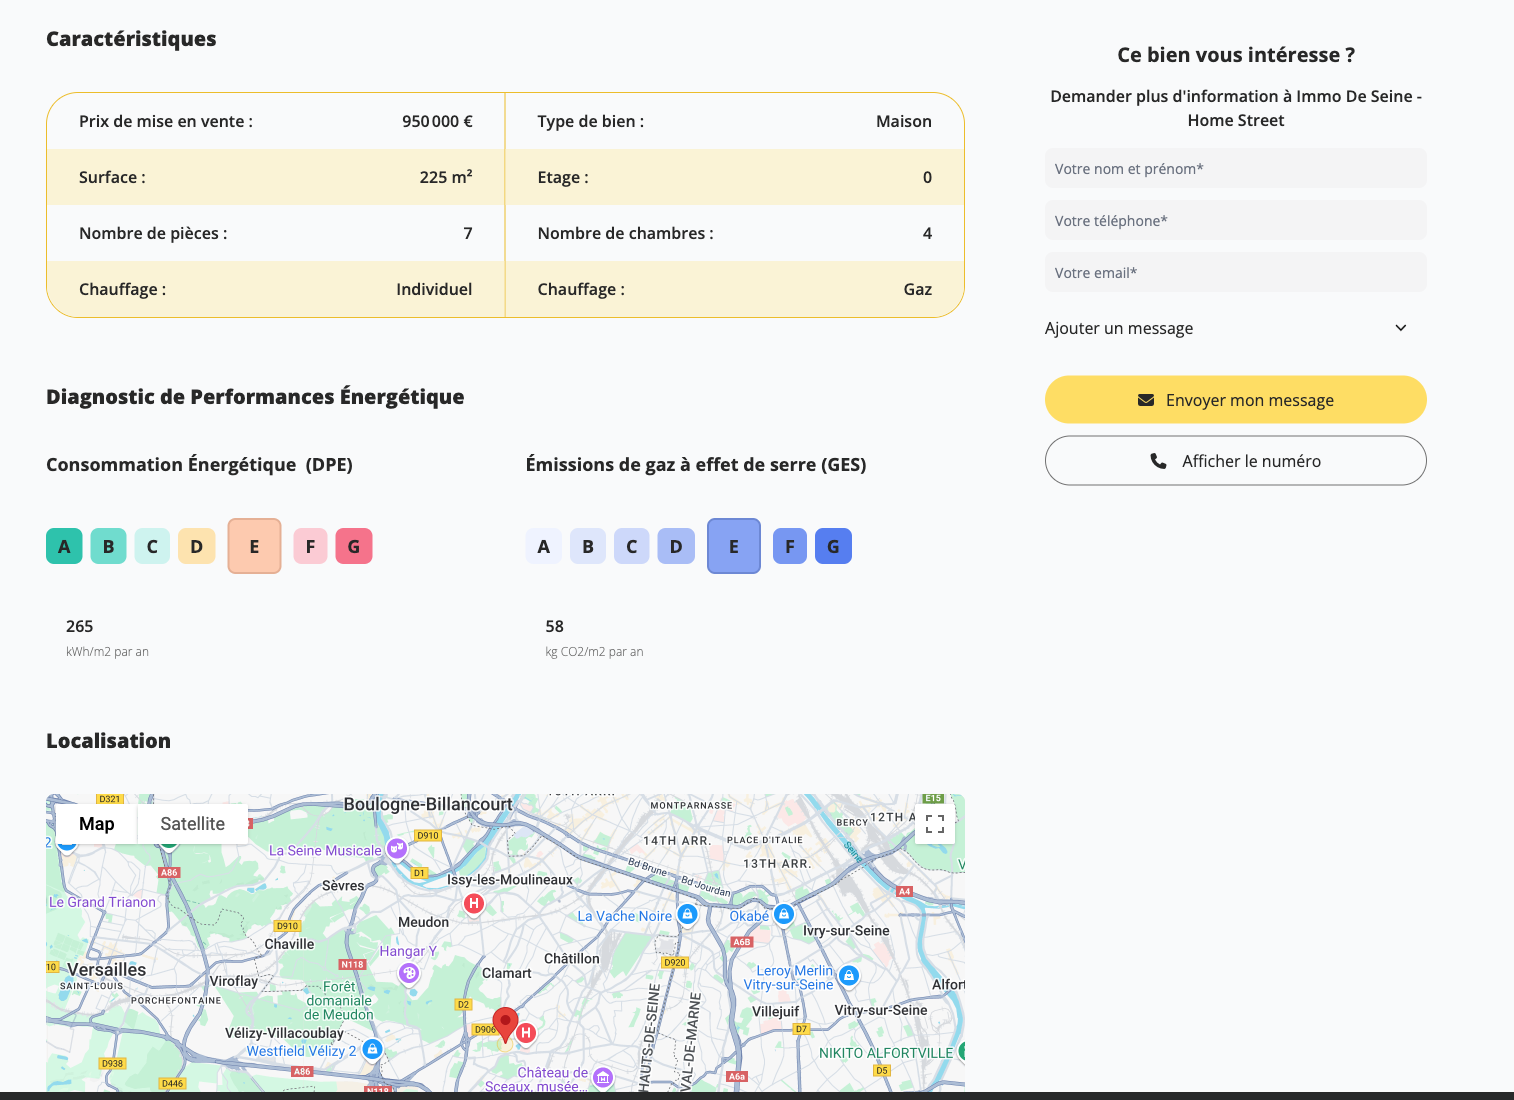 Caractéristiques
Prix de mise en vente : 950 000 € Type de bien : Maison
Surface : 225 m² Etage : 0
Nombre de pièces : 7 Nombre de chambres : 4
Chauffage : Individuel Chauffage : Gaz
Diagnostic de Performances Énergétique
Consommation Énergétique (DPE)
A B C D E F G
265
kWh/m2 par an
Émissions de gaz à effet de serre (GES)
A B C D E F G
58
kg CO2/m2 par an
Localisation
Map Satellite
D321
Boulogne-Billancourt
MONTPARNASSE
E15
BERCY
12TH A
2
La Seine Musicale
D910
14TH ARR.
PLACE D'ITALIE
Seine
13TH ARR.
A86
D1
Bd Brune
Bd Jourdan
Sèvres
Issy-les-Moulineaux
A4
Le Grand Trianon
H
D910
Meudon
La Vache Noire
Okabé
Ivry-sur-Seine
Chaville
Hangar Y
A6B
10
Versailles
N118
Châtillon
D920
Leroy Merlin
Vitry-sur-Seine
SAINT-LOUIS
Viroflay
Clamart
Alfort
PORCHEFONTAINE
Forêt
domaniale
de Meudon
D2
Villejuif
Vitry-sur-Seine
Vélizy-Villacoublay
D906
H
D7
Westfield Vélizy 2
HAUTS-DE-SEINE
VAL-DE-MARNE
NIKITO ALFORTVILLE
D938
A86
Château de
Sceaux, musée...
D5
D446
N118
A6a
Ce bien vous intéresse ?
Demander plus d'information à Immo De Seine -
Home Street
Votre nom et prénom*
Votre téléphone*
Votre email*
Ajouter un message
Envoyer mon message
Afficher le numéro